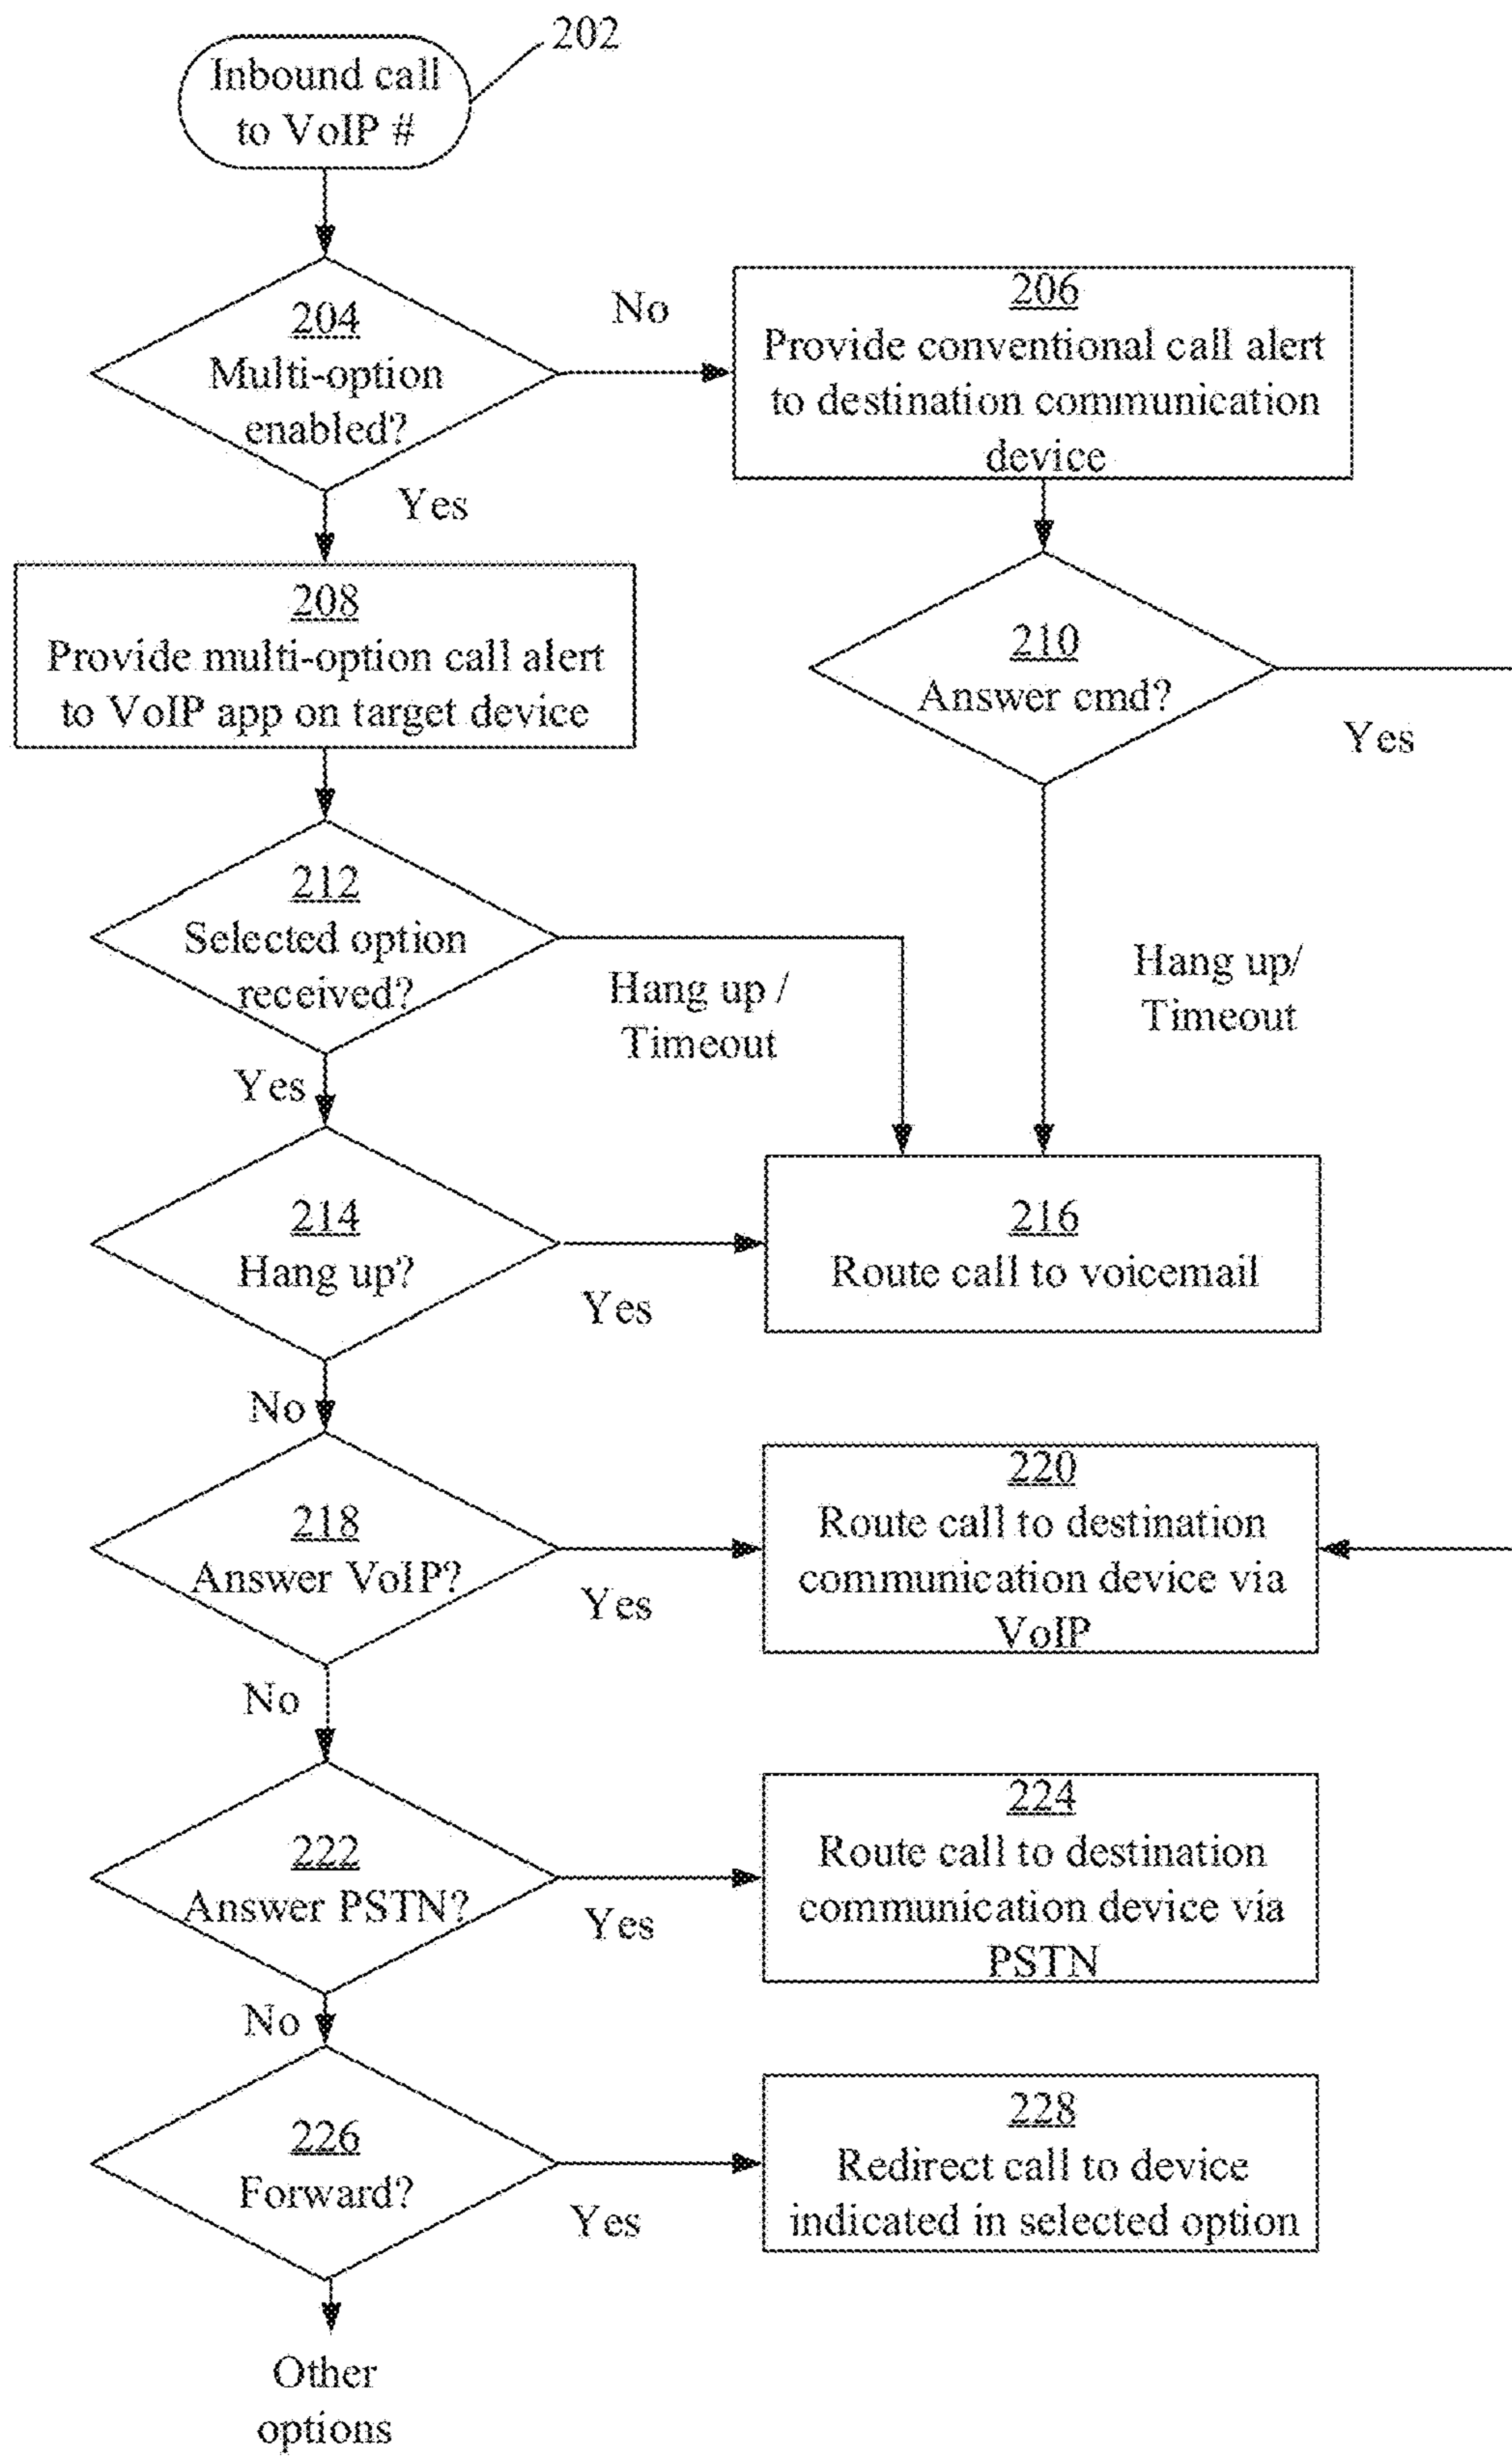 202
Inbound call
to VoIP #
204
Multi-option
enabled?
No
206
Provide conventional call alert
to destination communication
device
Yes
208
Provide multi-option call alert
to VoIP app on target device
210
Answer cmd?
Yes
212
Selected option
received?
Hang up /
Timeout
Hang up/
Timeout
Yes
214
Hang up?
Yes
216
Route call to voicemail
No
218
Answer VoIP?
Yes
220
Route call to destination
communication device via
VoIP
No
222
Answer PSTN?
Yes
224
Route call to destination
communication device via
PSTN
No
226
Forward?
Yes
228
Redirect call to device
indicated in selected option
Other
options